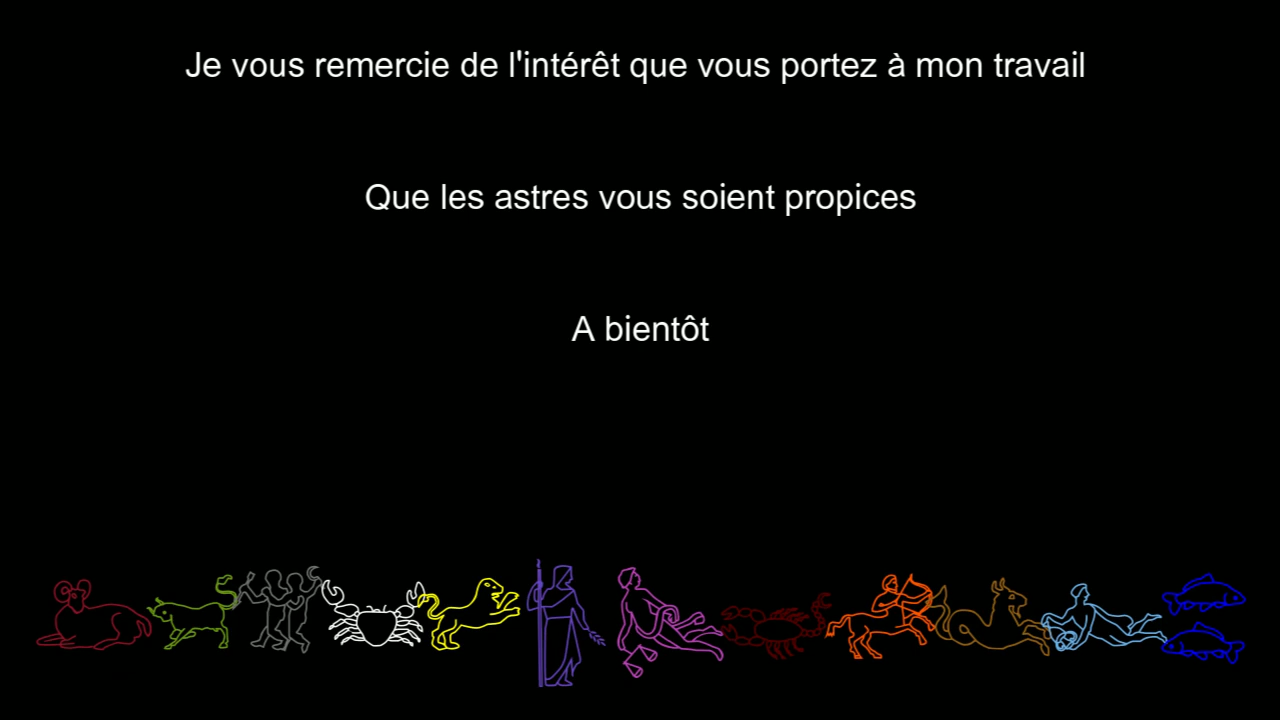 Je vous remercie de l'intérêt que vous portez à mon travail
Que les astres vous soient propices
A bientôt